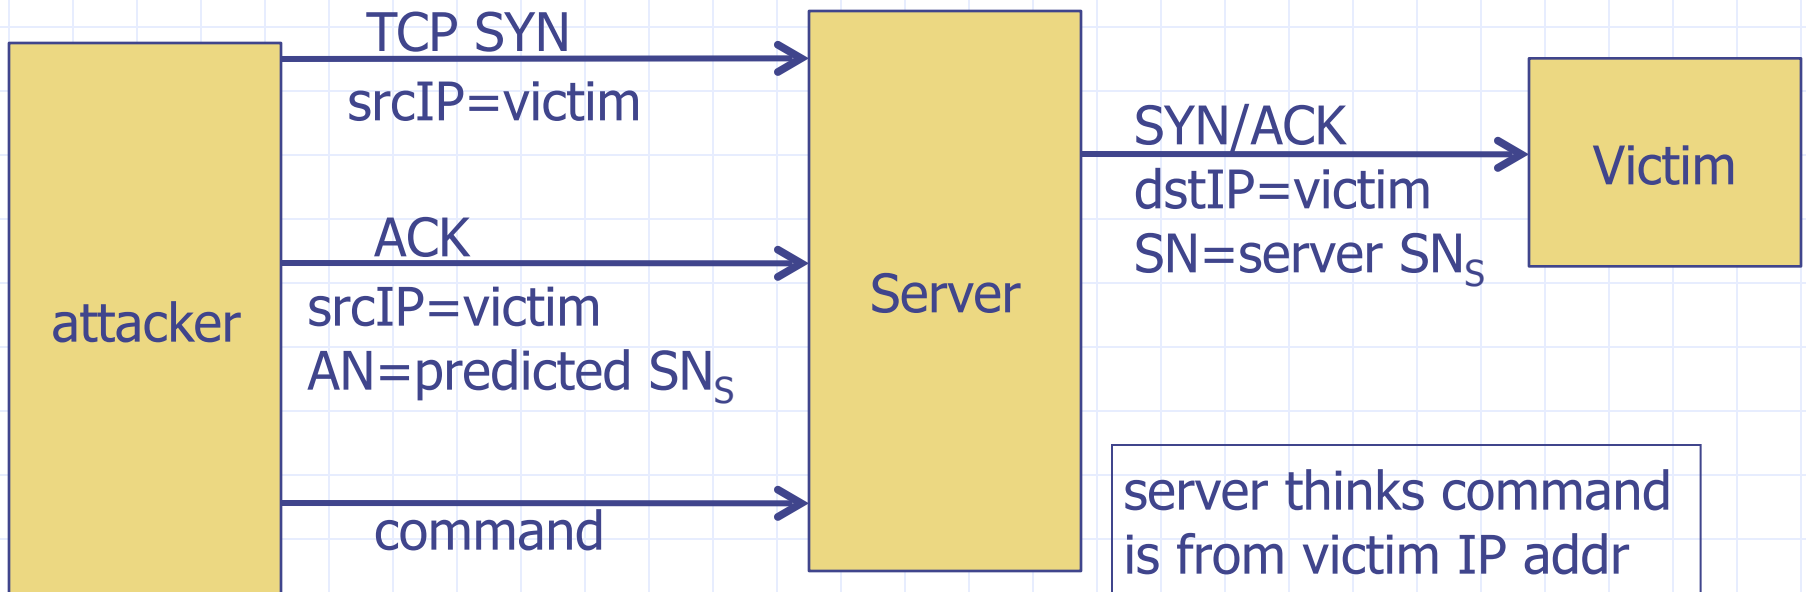 TCP SYN
srcIP=victim
attacker
ACK
srcIP=victim
AN=predicted SNS
command
Server
SYN/ACK
dstIP=victim
SN=server SNS
Victim
server thinks command
is from victim IP addr